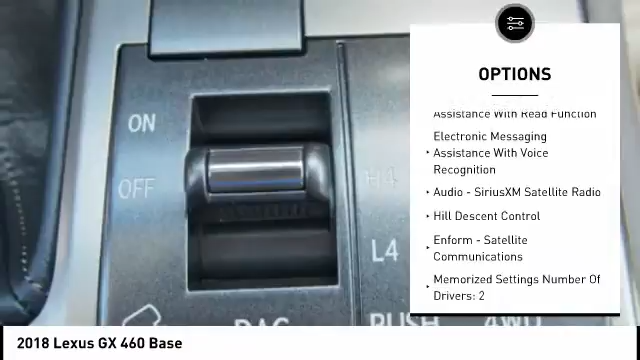 ON
OFF
H4
L4
DAC
PUSH
4WD
OPTIONS
Assistance With Read Function
Electronic Messaging
• Assistance With Voice
Recognition
• Audio - SiriusXM Satellite Radio
• Hill Descent Control
• Enform - Satellite
Communications
• Memorized Settings Number Of
Drivers: 2
2018 Lexus GX 460 Base